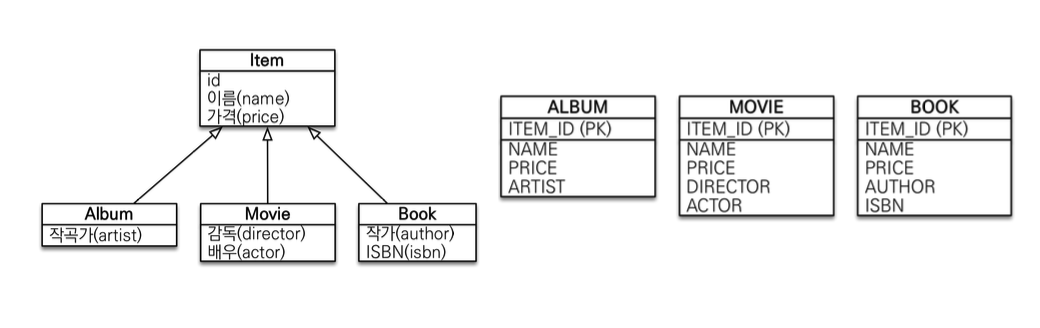 Item
id
이름(name)
가격(price)
Album
작곡가(artist)
Movie
감독(director)
배우(actor)
Book
작가(author)
ISBN(isbn)
ALBUM
ITEM_ID (PK)
NAME
PRICE
ARTIST
MOVIE
ITEM_ID (PK)
NAME
PRICE
DIRECTOR
ACTOR
BOOK
ITEM_ID (PK)
NAME
PRICE
AUTHOR
ISBN